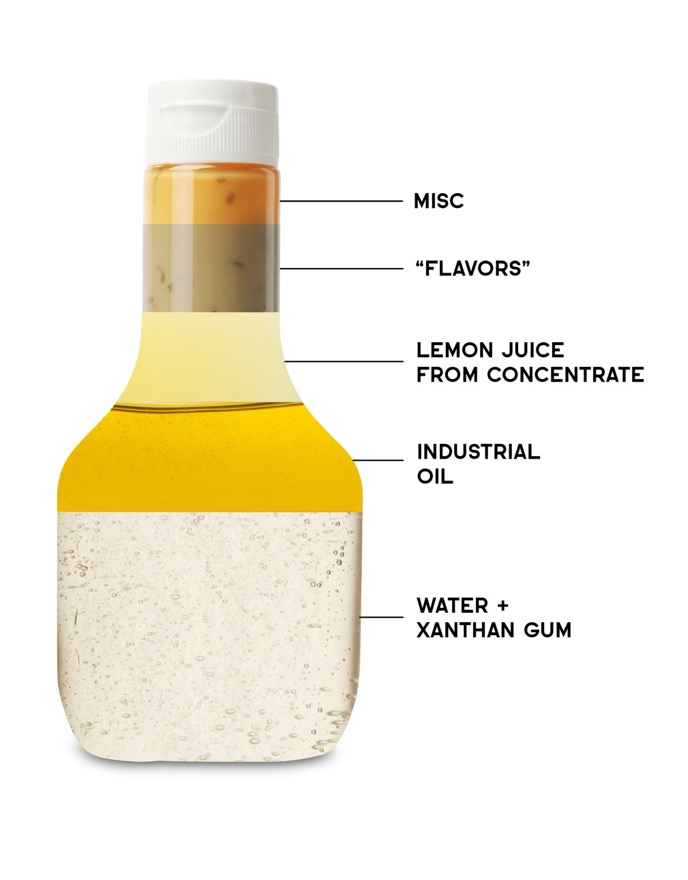 MISC
“FLAVORS”
LEMON JUICE
FROM CONCENTRATE
INDUSTRIAL
OIL
WATER +
XANTHAN GUM